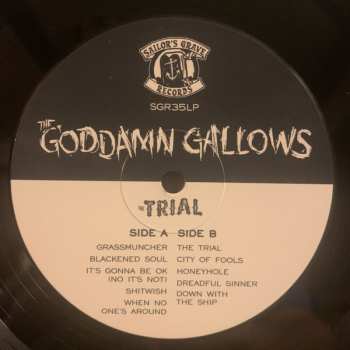 SAILOR'S GRAVE
RECORDS
SGR35LP
THE GODDAMN GALLOWS
THE TRIAL
SIDE A SIDE B
GRASSMUNCHER THE TRIAL
BLACKENED SOUL CITY OF FOOLS
IT'S GONNA BE OK HONEYHOLE
(NO IT'S NOT) DREADFUL SINNER
SHITWISH DOWN WITH
WHEN NO THE SHIP
ONE'S AROUND